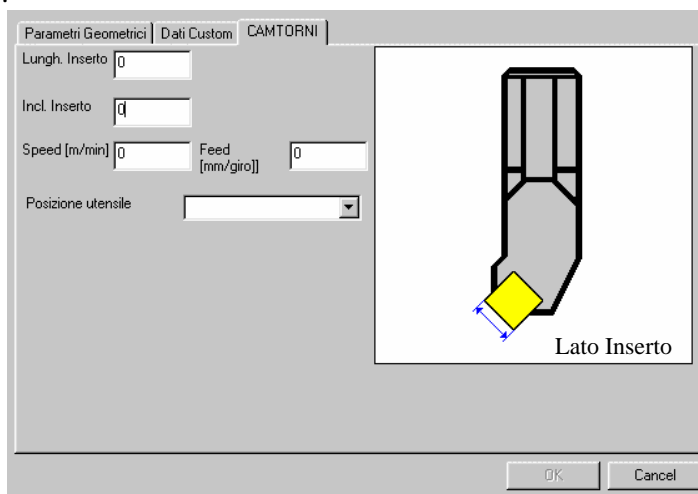 Parametri Geometrici Dati Custom CAMTORNI
Lungh. Inserto 0
Incl. Inserto 0
Speed [m/min] 0 Feed 0
[mm/giro]]
Posizione utensile
Lato Inserto
OK Cancel